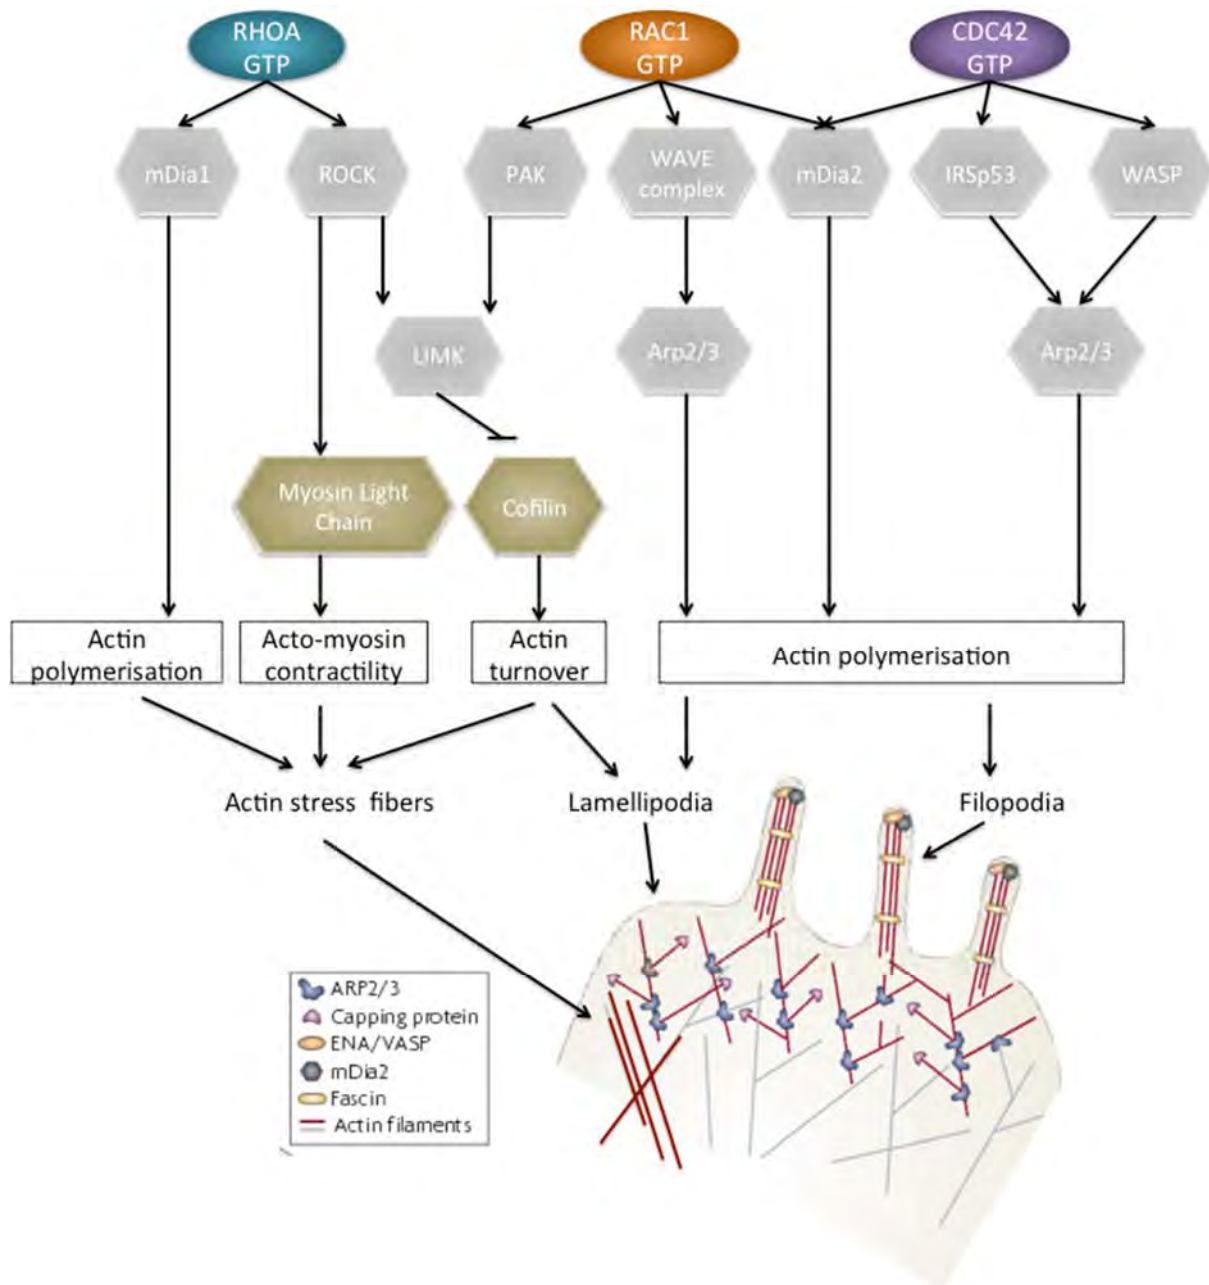 RHOA
GTP
RAC1
GTP
CDC42
GTP
mDia1
ROCK
PAK
WAVE
complex
mDia2
IRSp53
WASP
LIMK
Arp2/3
Arp2/3
Myosin Light
Chain
Cofilin
Actin
polymerisation
Acto-myosin
contractility
Actin
turnover
Actin polymerisation
Actin stress fibers
Lamellipodia
Filopodia
ARP2/3
Capping protein
ENA/VASP
mDia2
Fascin
Actin filaments